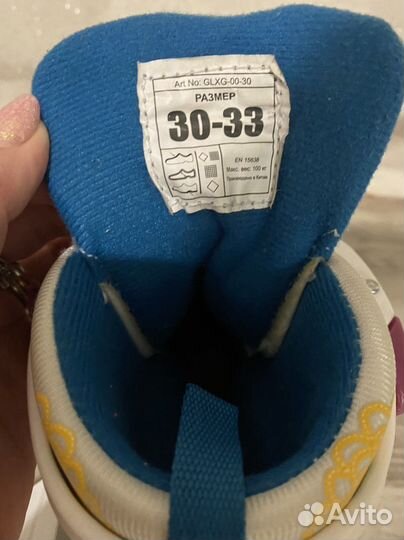 Art No: GLXG-00-30
РАЗМЕР
30-33
EN 15638
Макс. вес: 100 кг
Произведено в Китае
Avito